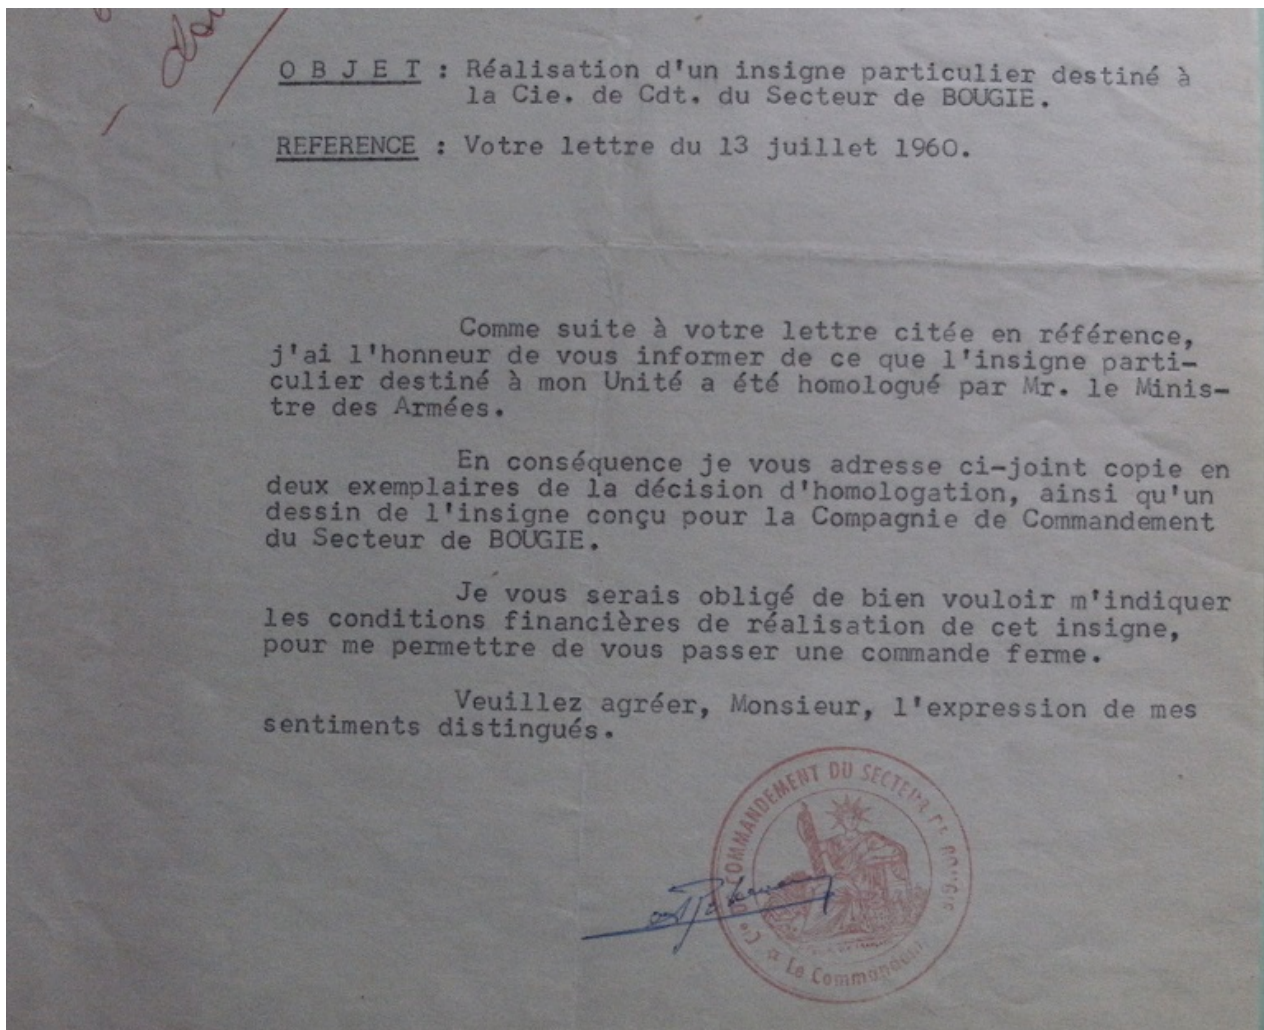 O B J E T : Réalisation d'un insigne particulier destiné à
la Cie. de Cdt. du Secteur de BOUGIE.
REFERENCE : Votre lettre du 13 juillet 1960.
Comme suite à votre lettre citée en référence,
j'ai l'honneur de vous informer de ce que l'insigne parti-
culier destiné à mon Unité a été homologué par Mr. le Minis-
tre des Armées.
En conséquence je vous adresse ci-joint copie en
deux exemplaires de la décision d'homologation, ainsi qu'un
dessin de l'insigne conçu pour la Compagnie de Commandement
du Secteur de BOUGIE.
Je vous serais obligé de bien vouloir m'indiquer
les conditions financières de réalisation de cet insigne,
pour me permettre de vous passer une commande ferme.
Veuillez agréer, Monsieur, l'expression de mes
sentiments distingués.
COMMANDEMENT DU SECTEUR DE BOUGIE
Le Commandant